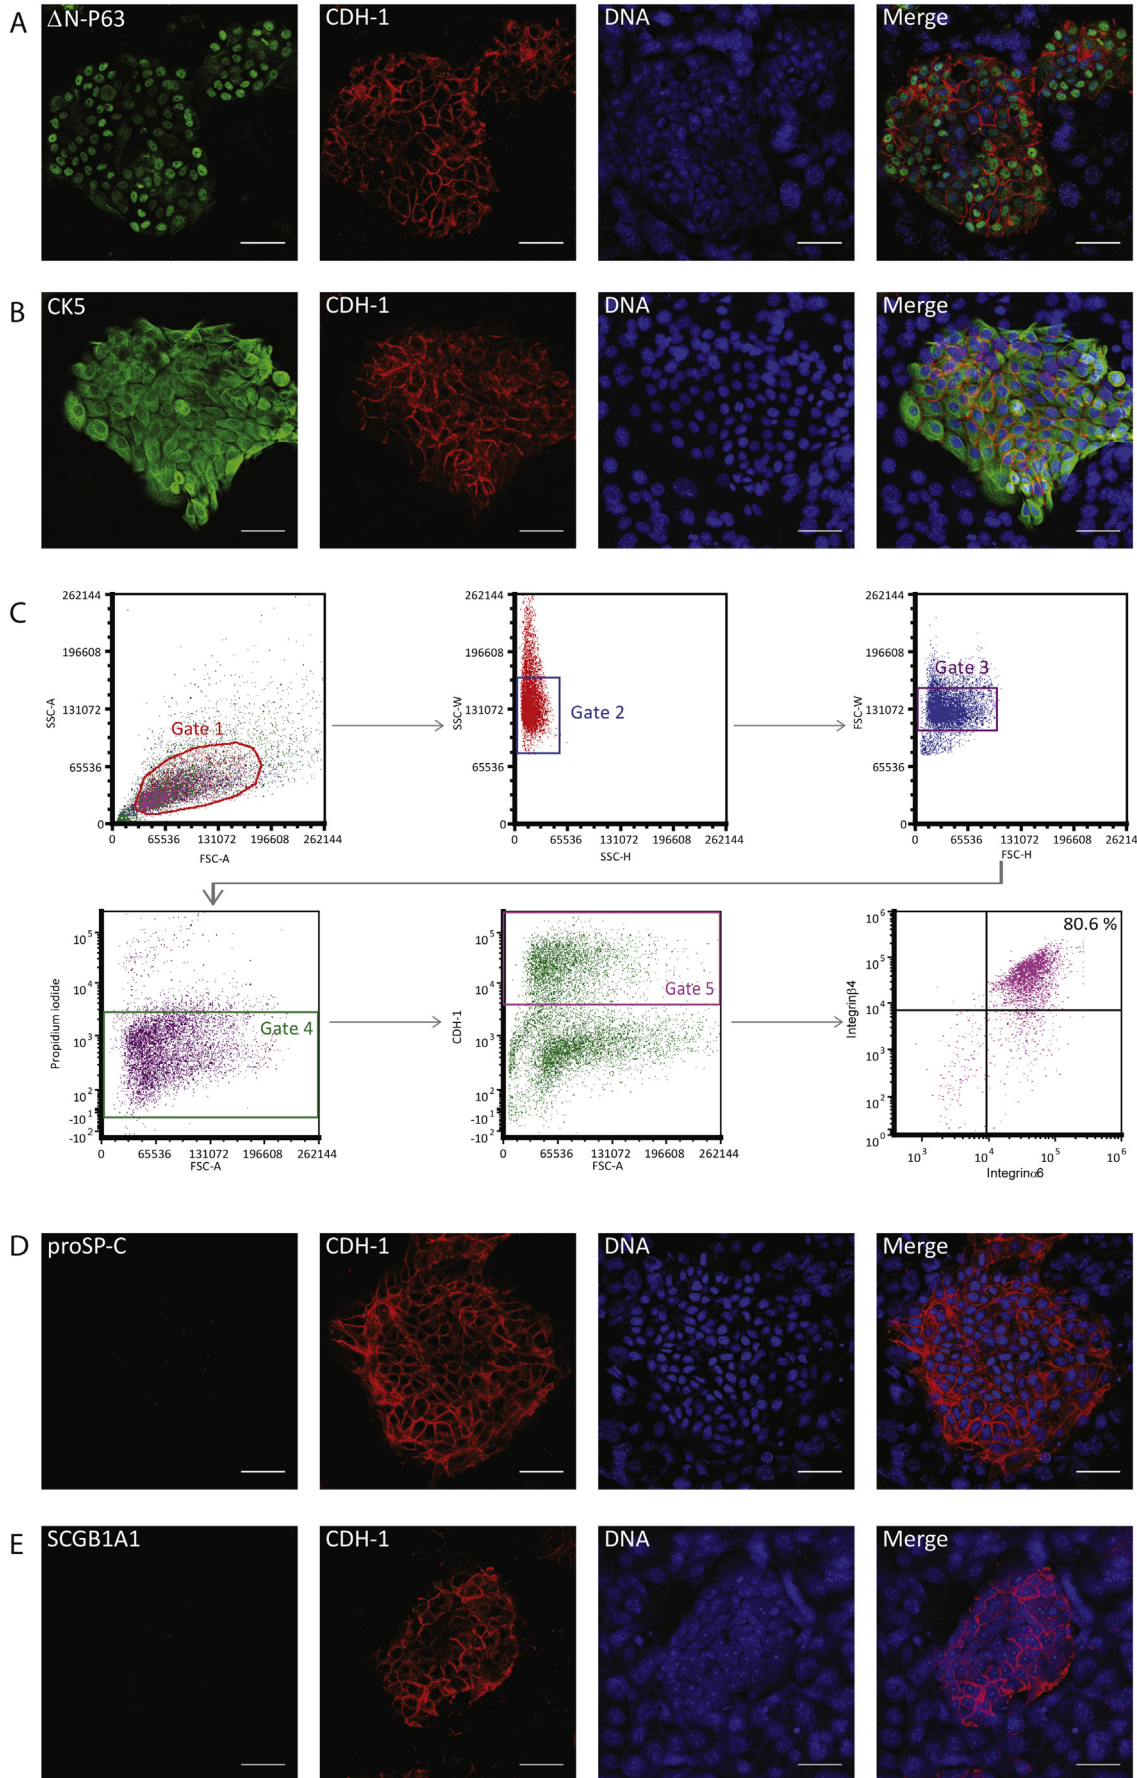 A
ΔN-P63 CDH-1 DNA Merge
B
CK5 CDH-1 DNA Merge
C
262144
196608
131072
65536
0
SSC-A
Gate 1
0 65536 131072 196608 262144
FSC-A
262144
196608
131072
65536
0
SSC-W
Gate 2
0 65536 131072 196608 262144
SSC-H
262144
196608
131072
65536
0
FSC-W
Gate 3
0 65536 131072 196608 26214
FSC-H
10⁵
10⁴
10³
10²
-10¹
-10²
Propidium iodide
Gate 4
0 65536 131072 196608 262144
FSC-A
10⁵
10⁴
10³
10²
-10¹
-10²
CDH-1
Gate 5
0 65536 131072 196608 262144
FSC-A
10⁶
10⁵
10⁴
10³
10²
10⁰
Integrinβ4
80.6 %
10³ 10⁴ 10⁵ 10⁶
Integrinα6
D
proSP-C CDH-1 DNA Merge
E
SCGB1A1 CDH-1 DNA Merge